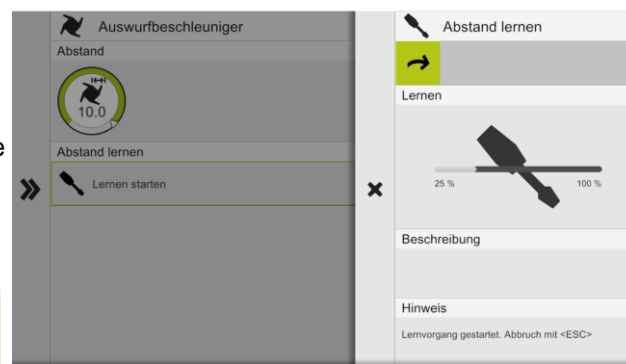 Auswurfbeschleuniger
Abstand
10.0
Abstand lernen
Lernen starten
Abstand lernen
Lernen
25 %
100 %
Beschreibung
Hinweis
Lernvorgang gestartet. Abbruch mit <ESC>